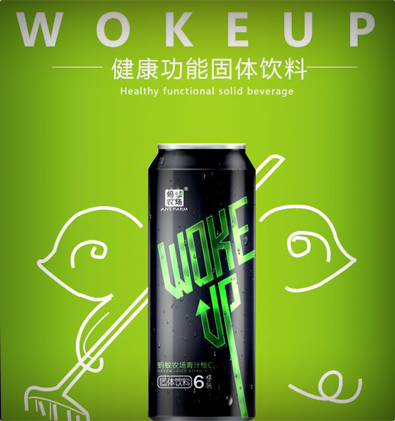 WOKEUP
健康功能固体饮料
Healthy functional solid beverage
蚂蚁
农场
ANT FARM
WOKE
UP
蚂蚁农场青汁惊C
固体饮料 6